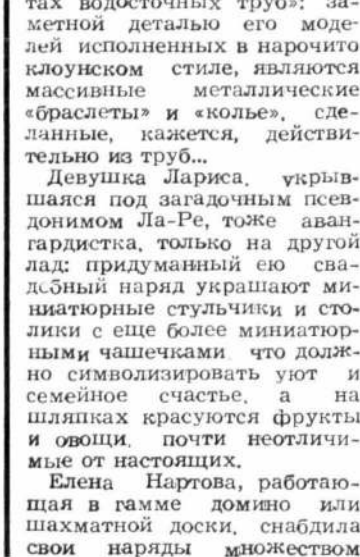 тах водосточных труб»: за-
метной деталью его моде-
лей исполненных в нарочито
клоунском стиле, являются
массивные металлические
«браслеты» и «колье», сде-
ланные, кажется, действи-
тельно из труб...
Девушка Лариса, укрыв-
шаяся под загадочным псев-
донимом Ла-Ре, тоже аван-
гардистка, только на другой
лад: придуманный ею сва-
дебный наряд украшают ми-
ниатюрные стульчики и сто-
лики с еще более миниатюр-
ными чашечками что долж-
но символизировать уют и
семейное счастье, а на
шляпках красуются фрукты
и овощи, почти неотличи-
мые от настоящих.
Елена Нартова, работаю-
щая в гамме домино или
шахматной доски, снабдила
свои наряды множеством